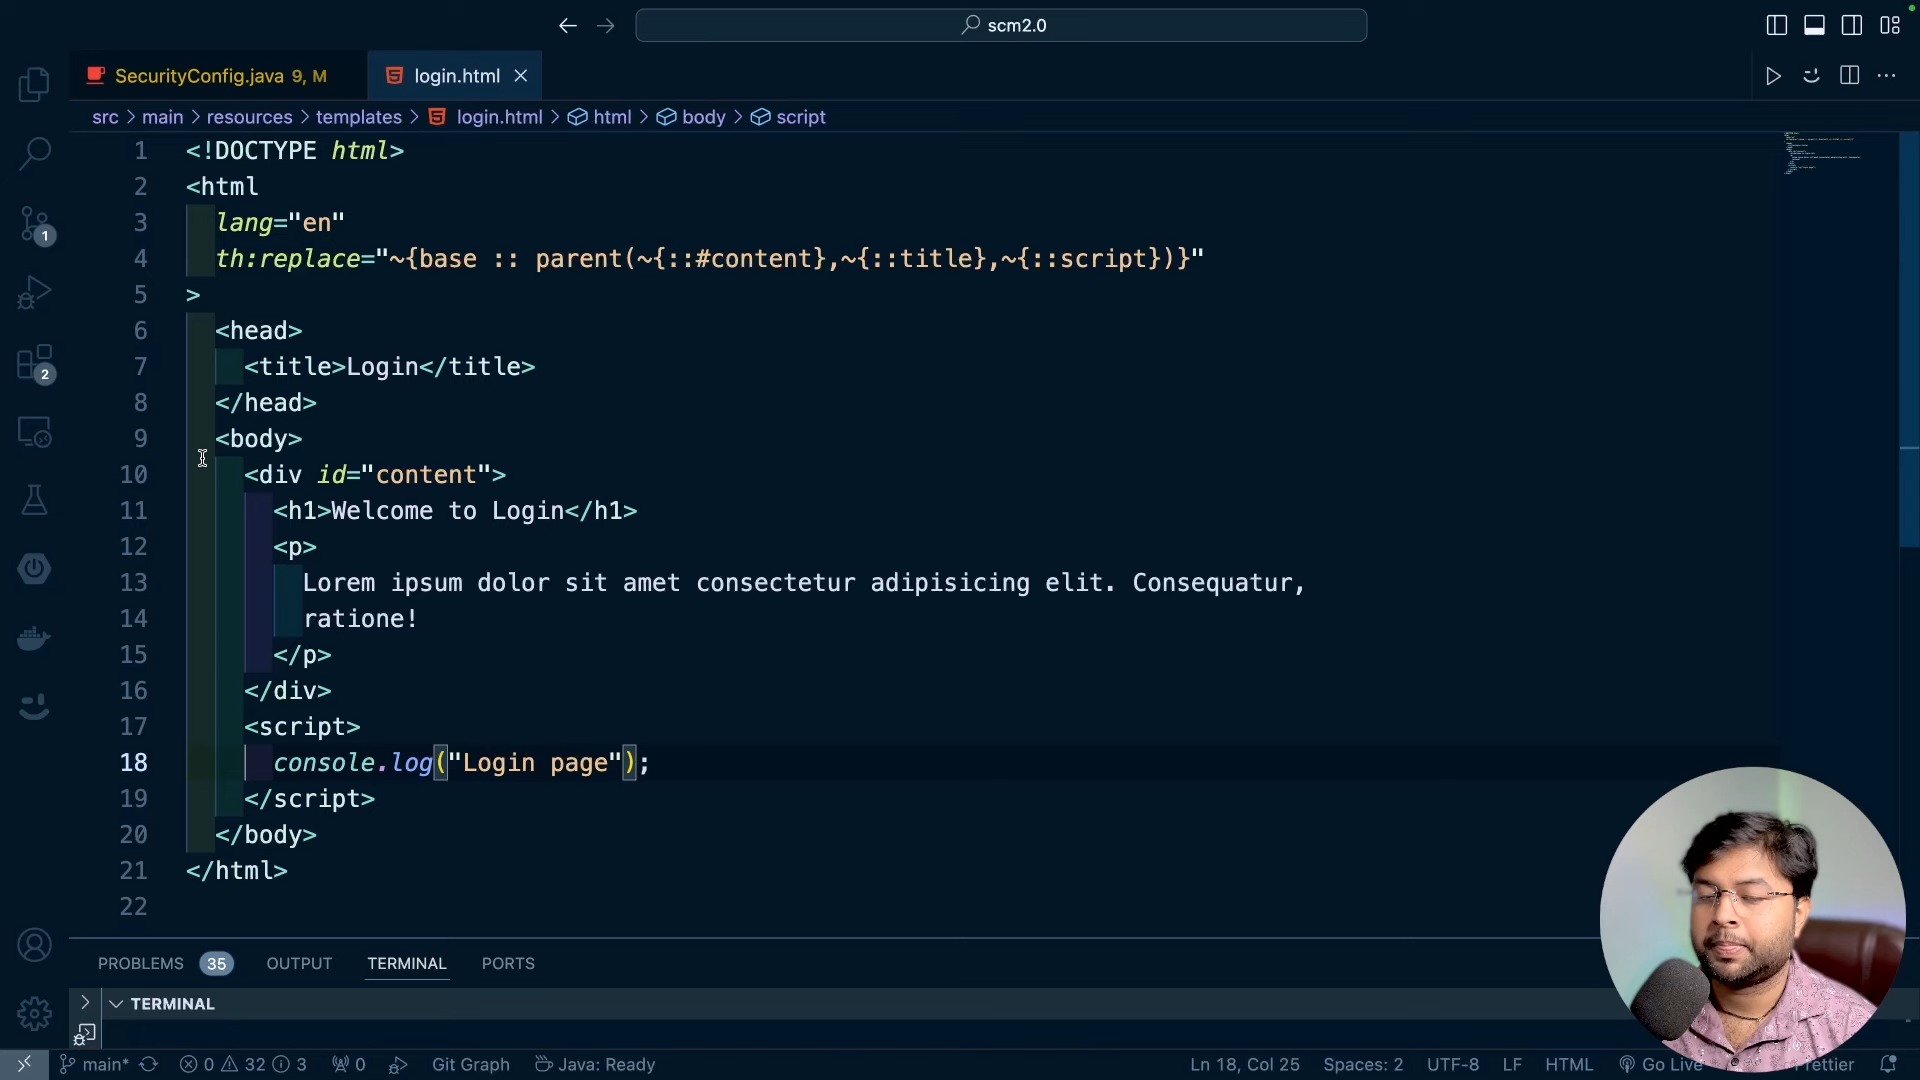 scm2.0
SecurityConfig.java 9, M
login.html
src > main > resources > templates > login.html > html > body > script
1 <!DOCTYPE html>
2 <html
3 lang="en"
4 th:replace="~{base :: parent(~{::#content},~{::title},~{::script})}"
5 >
6 <head>
7 <title>Login</title>
8 </head>
9 <body>
10 <div id="content">
11 <h1>Welcome to Login</h1>
12 <p>
13 Lorem ipsum dolor sit amet consectetur adipisicing elit. Consequatur,
14 ratione!
15 </p>
16 </div>
17 <script>
18 console.log("Login page");
19 </script>
20 </body>
21 </html>
22
1
2
PROBLEMS 35 OUTPUT TERMINAL PORTS
TERMINAL
main* 0 32 3 0 Git Graph Java: Ready Ln 18, Col 25 Spaces: 2 UTF-8 LF HTML Go Live